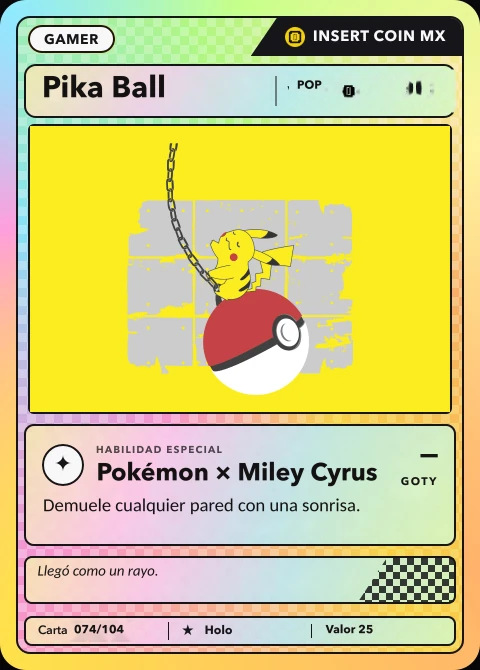 GAMER
INSERT COIN MX
Pika Ball
POP
HABILIDAD ESPECIAL
Pokémon × Miley Cyrus
GOTY
Demuele cualquier pared con una sonrisa.
Llegó como un rayo.
Carta 074/104 ★ Holo Valor 25